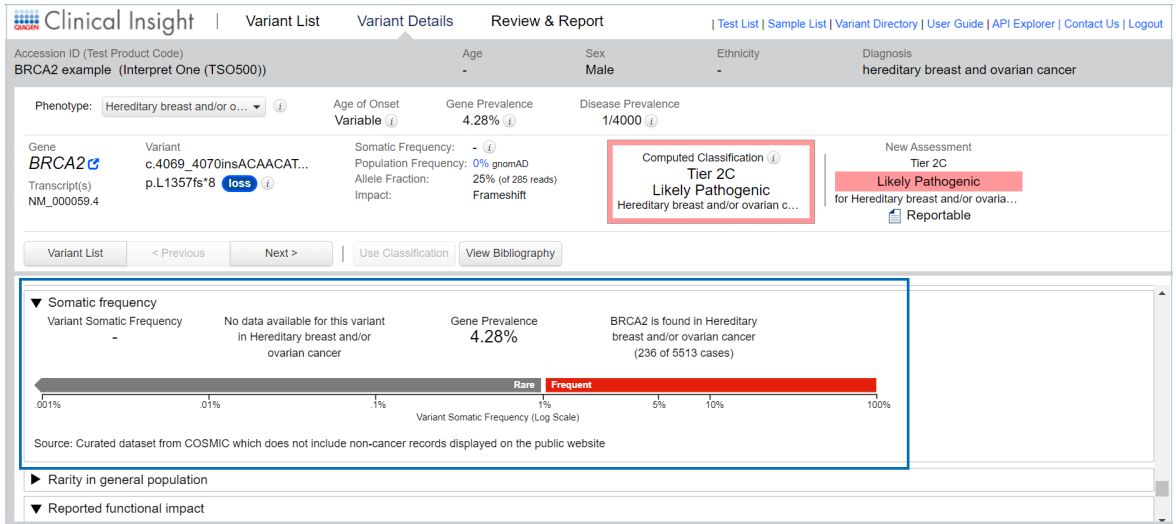 QIAGEN Clinical Insight | Variant List Variant Details Review & Report | Test List | Sample List | Variant Directory | User Guide | API Explorer | Contact Us | Logout
Accession ID (Test Product Code) Age Sex Ethnicity Diagnosis
BRCA2 example (Interpret One (TSO500)) - Male - hereditary breast and ovarian cancer
Phenotype: Hereditary breast and/or o... i
Age of Onset Gene Prevalence Disease Prevalence
Variable i 4.28% i 1/4000 i
Gene
BRCA2
Transcript(s)
NM_000059.4
Variant
c.4069_4070insACAACAT...
p.L1357fs*8 loss i
Somatic Frequency: - i
Population Frequency: 0% gnomAD
Allele Fraction: 25% (of 285 reads)
Impact: Frameshift
Computed Classification i
Tier 2C
Likely Pathogenic
Hereditary breast and/or ovarian c...
New Assessment
Tier 2C
Likely Pathogenic
for Hereditary breast and/or ovaria...
Reportable
Variant List < Previous Next > Use Classification View Bibliography
▼ Somatic frequency
Variant Somatic Frequency
-
No data available for this variant
in Hereditary breast and/or
ovarian cancer
Gene Prevalence
4.28%
BRCA2 is found in Hereditary
breast and/or ovarian cancer
(236 of 5513 cases)
Rare Frequent
.001% .01% .1% 1% 5% 10% 100%
Variant Somatic Frequency (Log Scale)
Source: Curated dataset from COSMIC which does not include non-cancer records displayed on the public website
▶ Rarity in general population
▼ Reported functional impact